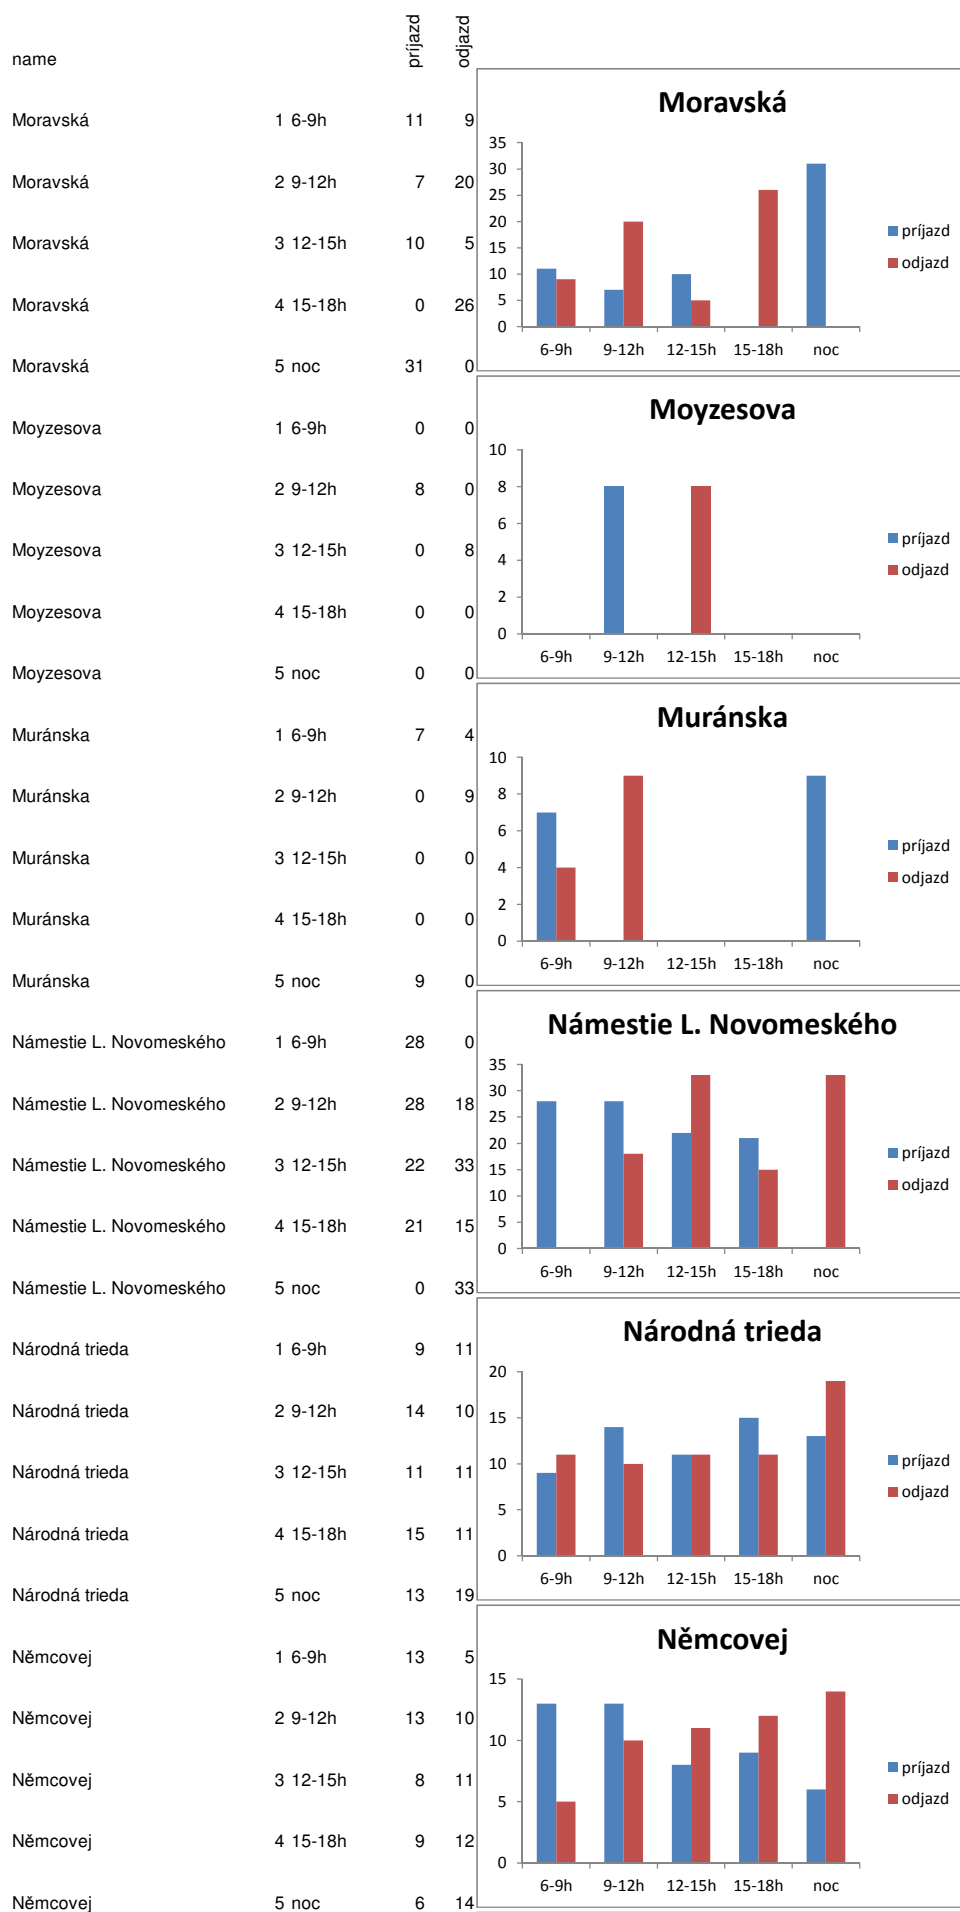 name príjazd odjazd
Moravská 1 6-9h 11 9
Moravská 2 9-12h 7 20
Moravská 3 12-15h 10 5
Moravská 4 15-18h 0 26
Moravská 5 noc 31 0
Moyzesova 1 6-9h 0 0
Moyzesova 2 9-12h 8 0
Moyzesova 3 12-15h 0 8
Moyzesova 4 15-18h 0 0
Moyzesova 5 noc 0 0
Muránska 1 6-9h 7 4
Muránska 2 9-12h 0 9
Muránska 3 12-15h 0 0
Muránska 4 15-18h 0 0
Muránska 5 noc 9 0
Námestie L. Novomeského 1 6-9h 28 0
Námestie L. Novomeského 2 9-12h 28 18
Námestie L. Novomeského 3 12-15h 22 33
Námestie L. Novomeského 4 15-18h 21 15
Námestie L. Novomeského 5 noc 0 33
Národná trieda 1 6-9h 9 11
Národná trieda 2 9-12h 14 10
Národná trieda 3 12-15h 11 11
Národná trieda 4 15-18h 15 11
Národná trieda 5 noc 13 19
Němcovej 1 6-9h 13 5
Němcovej 2 9-12h 13 10
Němcovej 3 12-15h 8 11
Němcovej 4 15-18h 9 12
Němcovej 5 noc 6 14
Moravská
35
30
25
20
15
10
5
0
6-9h 9-12h 12-15h 15-18h noc
príjazd
odjazd
Moyzesova
10
8
6
4
2
0
6-9h 9-12h 12-15h 15-18h noc
príjazd
odjazd
Muránska
10
8
6
4
2
0
6-9h 9-12h 12-15h 15-18h noc
príjazd
odjazd
Námestie L. Novomeského
35
30
25
20
15
10
5
0
6-9h 9-12h 12-15h 15-18h noc
príjazd
odjazd
Národná trieda
20
15
10
5
0
6-9h 9-12h 12-15h 15-18h noc
príjazd
odjazd
Němcovej
15
10
5
0
6-9h 9-12h 12-15h 15-18h noc
príjazd
odjazd